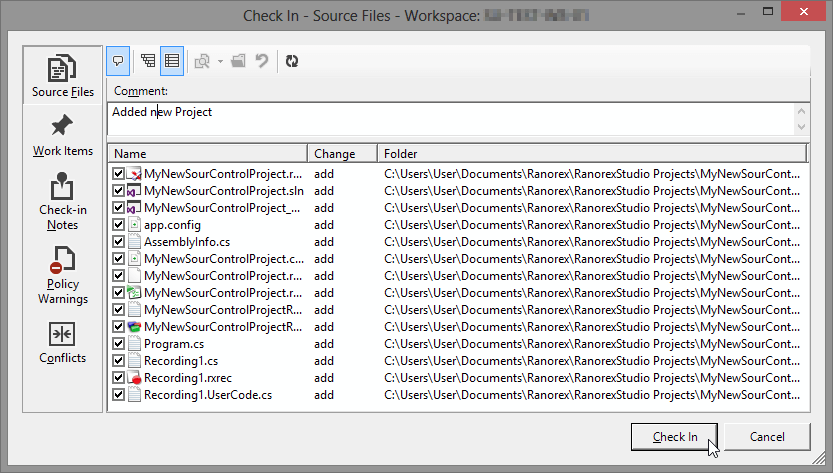 Check In - Source Files - Workspace:
Source Files
Work Items
Check-in
Notes
Policy
Warnings
Conflicts
Comment:
Added new Project
Name Change Folder
MyNewSourControlProject.r... add C:\Users\User\Documents\Ranorex\RanorexStudio Projects\MyNewSourCont...
MyNewSourControlProject.sln add C:\Users\User\Documents\Ranorex\RanorexStudio Projects\MyNewSourCont...
MyNewSourControlProject_... add C:\Users\User\Documents\Ranorex\RanorexStudio Projects\MyNewSourCont...
app.config add C:\Users\User\Documents\Ranorex\RanorexStudio Projects\MyNewSourCont...
AssemblyInfo.cs add C:\Users\User\Documents\Ranorex\RanorexStudio Projects\MyNewSourCont...
MyNewSourControlProject.c... add C:\Users\User\Documents\Ranorex\RanorexStudio Projects\MyNewSourCont...
MyNewSourControlProject.r... add C:\Users\User\Documents\Ranorex\RanorexStudio Projects\MyNewSourCont...
MyNewSourControlProject.r... add C:\Users\User\Documents\Ranorex\RanorexStudio Projects\MyNewSourCont...
MyNewSourControlProjectR... add C:\Users\User\Documents\Ranorex\RanorexStudio Projects\MyNewSourCont...
MyNewSourControlProjectR... add C:\Users\User\Documents\Ranorex\RanorexStudio Projects\MyNewSourCont...
Program.cs add C:\Users\User\Documents\Ranorex\RanorexStudio Projects\MyNewSourCont...
Recording1.cs add C:\Users\User\Documents\Ranorex\RanorexStudio Projects\MyNewSourCont...
Recording1.rxrec add C:\Users\User\Documents\Ranorex\RanorexStudio Projects\MyNewSourCont...
Recording1.UserCode.cs add C:\Users\User\Documents\Ranorex\RanorexStudio Projects\MyNewSourCont...
Check In Cancel